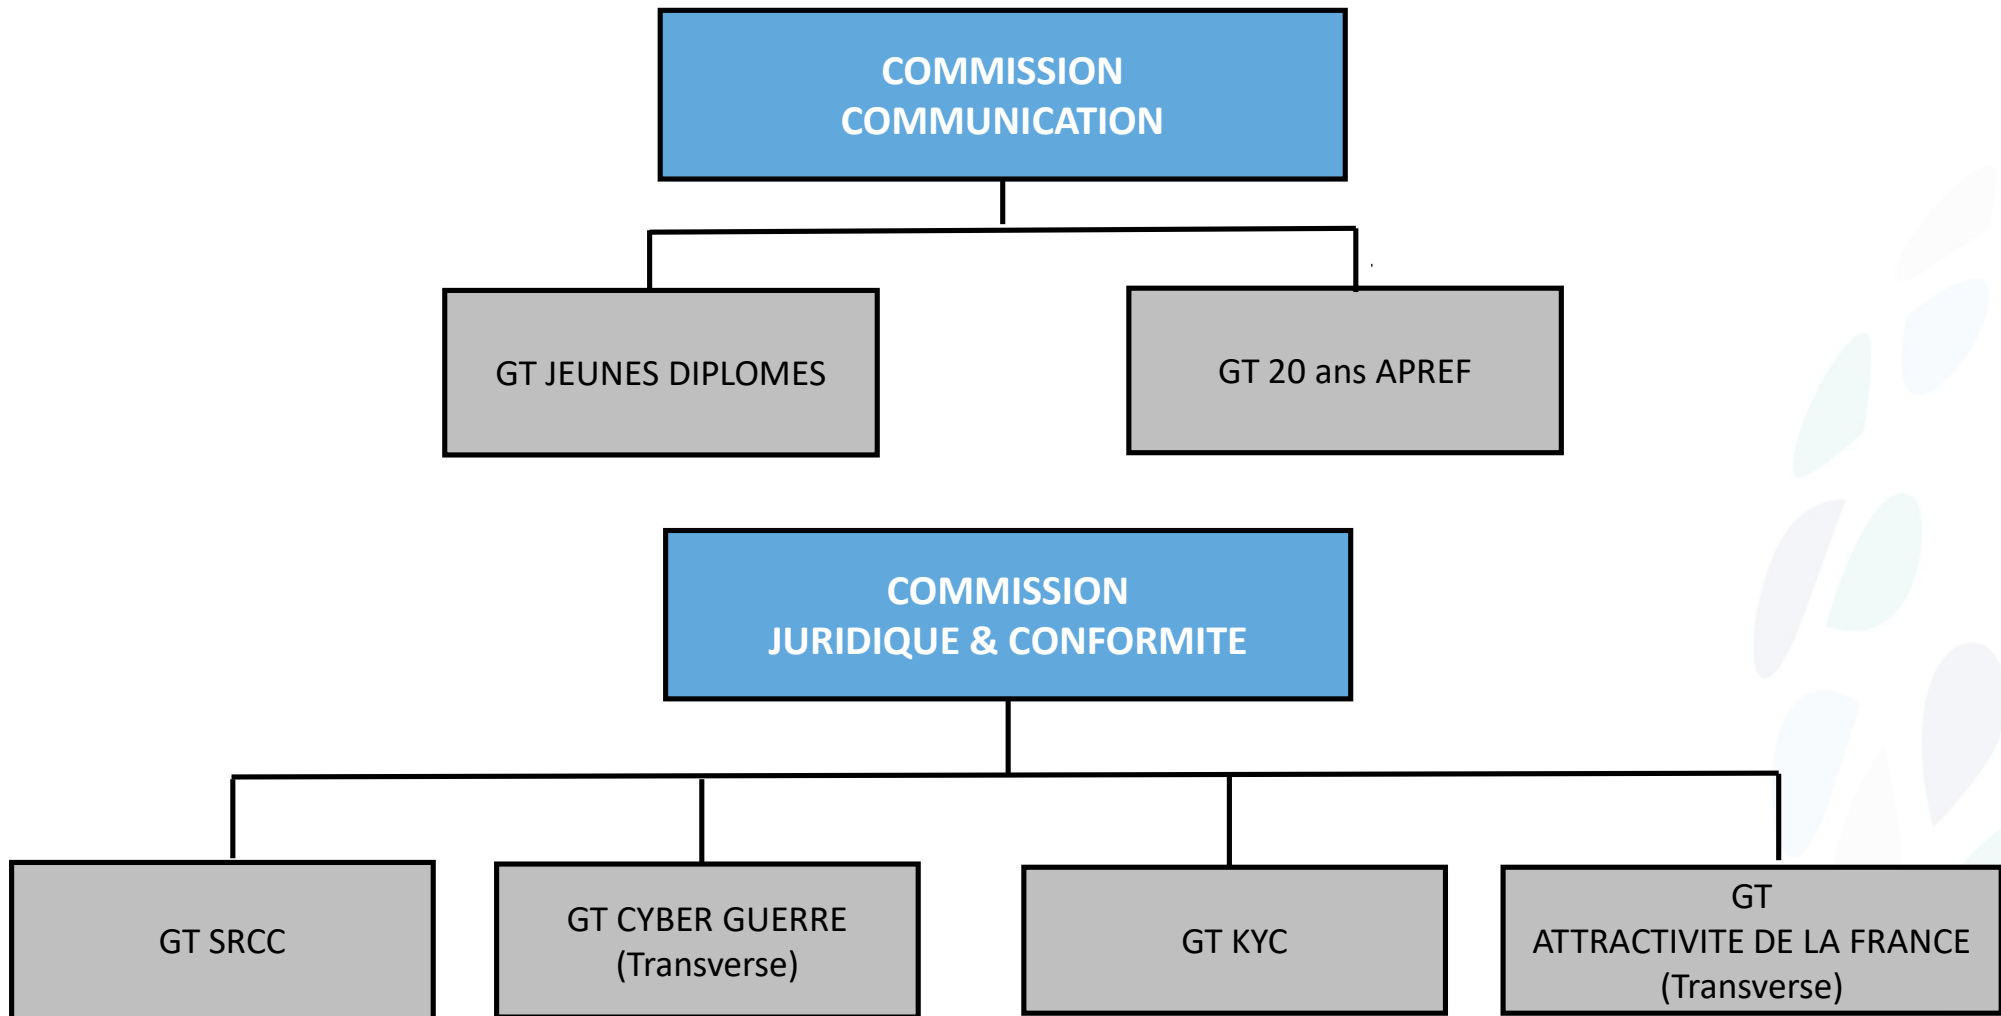 COMMISSION
COMMUNICATION
GT JEUNES DIPLOMES
GT 20 ans APREF
COMMISSION
JURIDIQUE & CONFORMITE
GT SRCC
GT CYBER GUERRE
(Transverse)
GT KYC
GT
ATTRACTIVITE DE LA FRANCE
(Transverse)